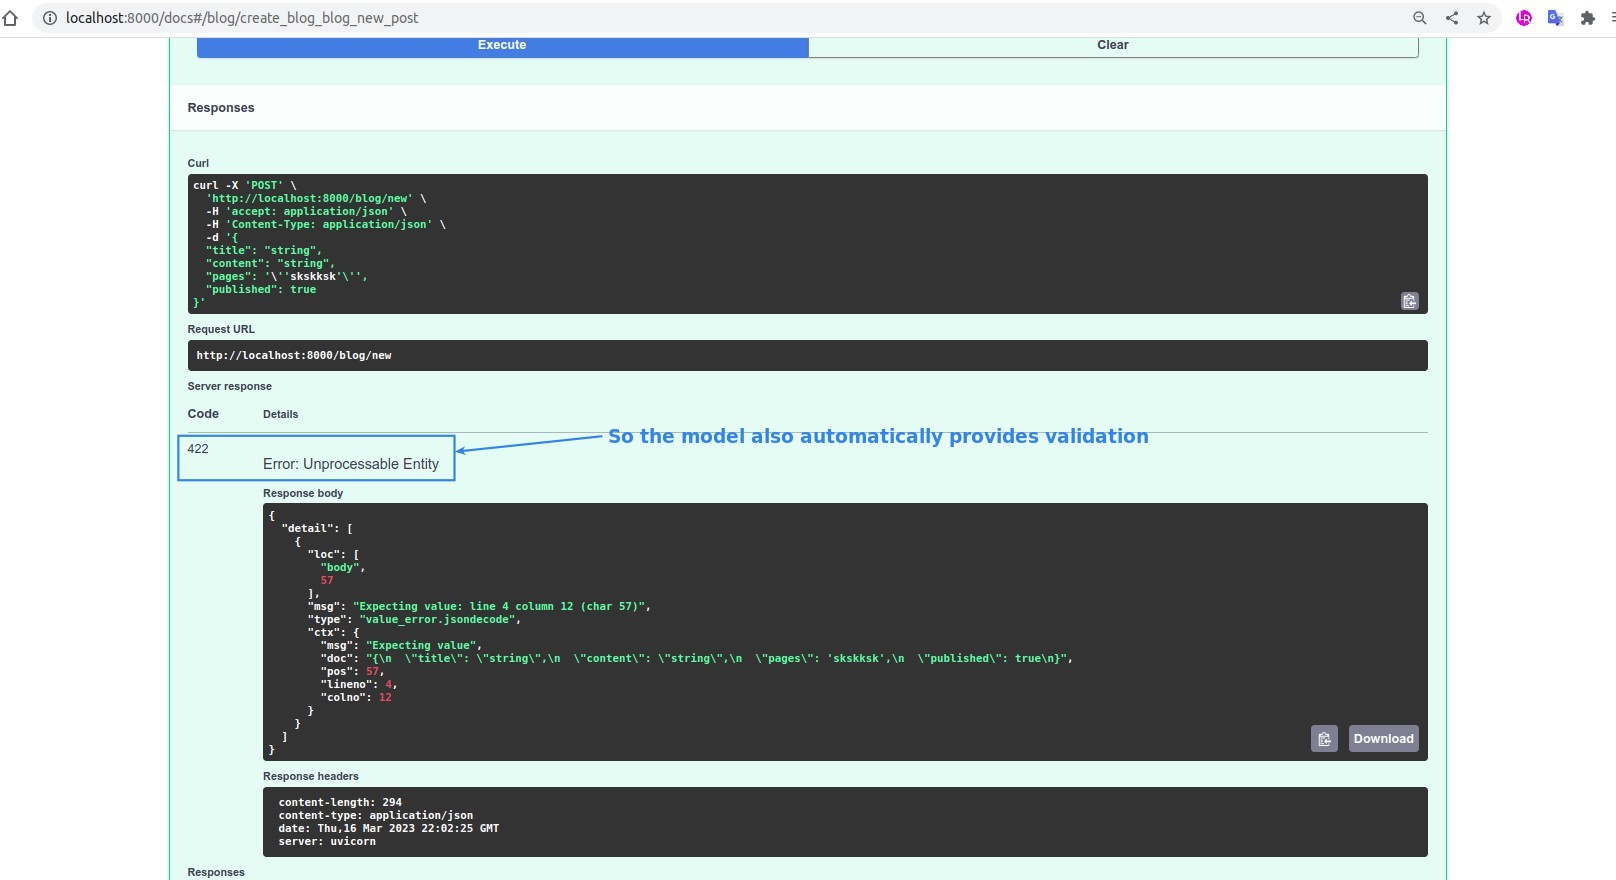 localhost:8000/docs#/blog/create_blog_blog_new_post
Execute
Clear
Responses
Curl
curl -X 'POST' \
  'http://localhost:8000/blog/new' \
  -H 'accept: application/json' \
  -H 'Content-Type: application/json' \
  -d '{
  "title": "string",
  "content": "string",
  "pages": '\''skskksk'\'',
  "published": true
}'
Request URL
http://localhost:8000/blog/new
Server response
Code Details
So the model also automatically provides validation
422
Error: Unprocessable Entity
Response body
{
  "detail": [
    {
      "loc": [
        "body",
        57
      ],
      "msg": "Expecting value: line 4 column 12 (char 57)",
      "type": "value_error.jsondecode",
      "ctx": {
        "msg": "Expecting value",
        "doc": "{\n  \"title\": \"string\",\n  \"content\": \"string\",\n  \"pages\": 'skskksk',\n  \"published\": true\n}",
        "pos": 57,
        "lineno": 4,
        "colno": 12
      }
    }
  ]
}
Download
Response headers
content-length: 294
content-type: application/json
date: Thu,16 Mar 2023 22:02:25 GMT
server: uvicorn
Responses